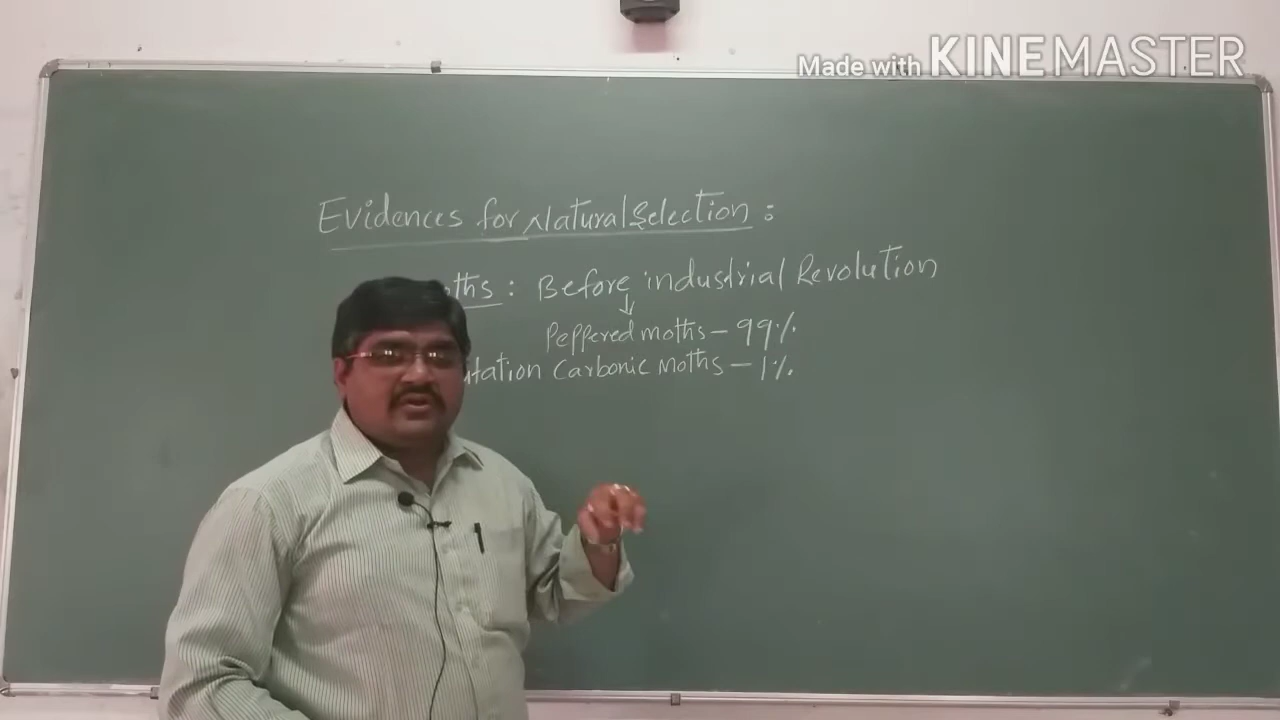 Made with KINEMASTER
Evidences for Natural Selection :
: Before industrial Revolution
Peppered moths - 99%
Carbonic moths - 1%